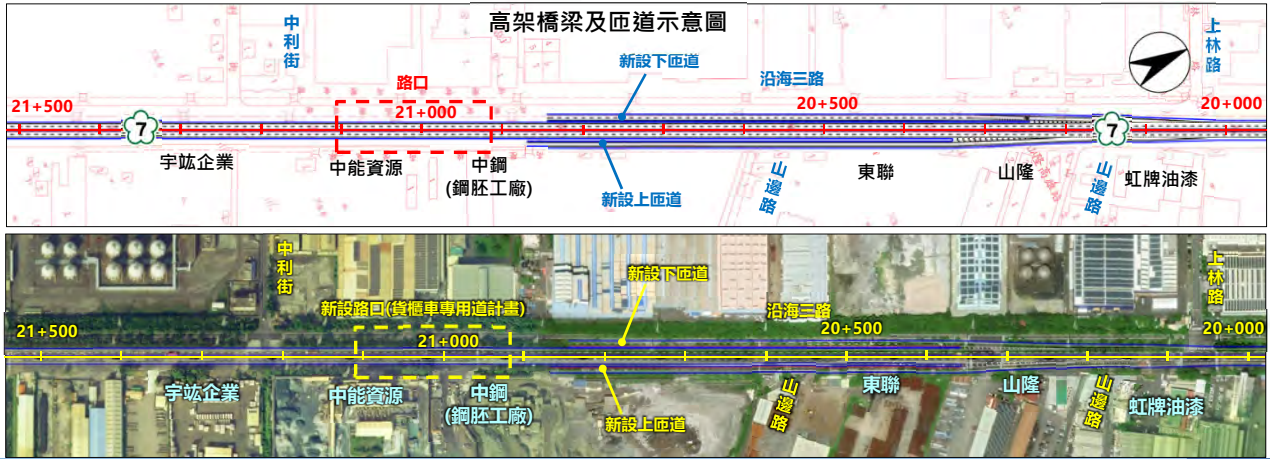 高架橋梁及匝道示意圖
中利街
上林路
新設下匝道
沿海三路
路口
21+500
21+000
20+500
20+000
7
7
宇竑企業
中能資源
中鋼
(鋼胚工廠)
新設上匝道
山邊路
東聯
山隆
山邊路
虹牌油漆
中利街
上林路
新設下匝道
新設路口(貨櫃車專用道計畫)
沿海三路
21+500
21+000
20+500
20+000
宇竑企業
中能資源
中鋼
(鋼胚工廠)
新設上匝道
山邊路
東聯
山隆
山邊路
虹牌油漆